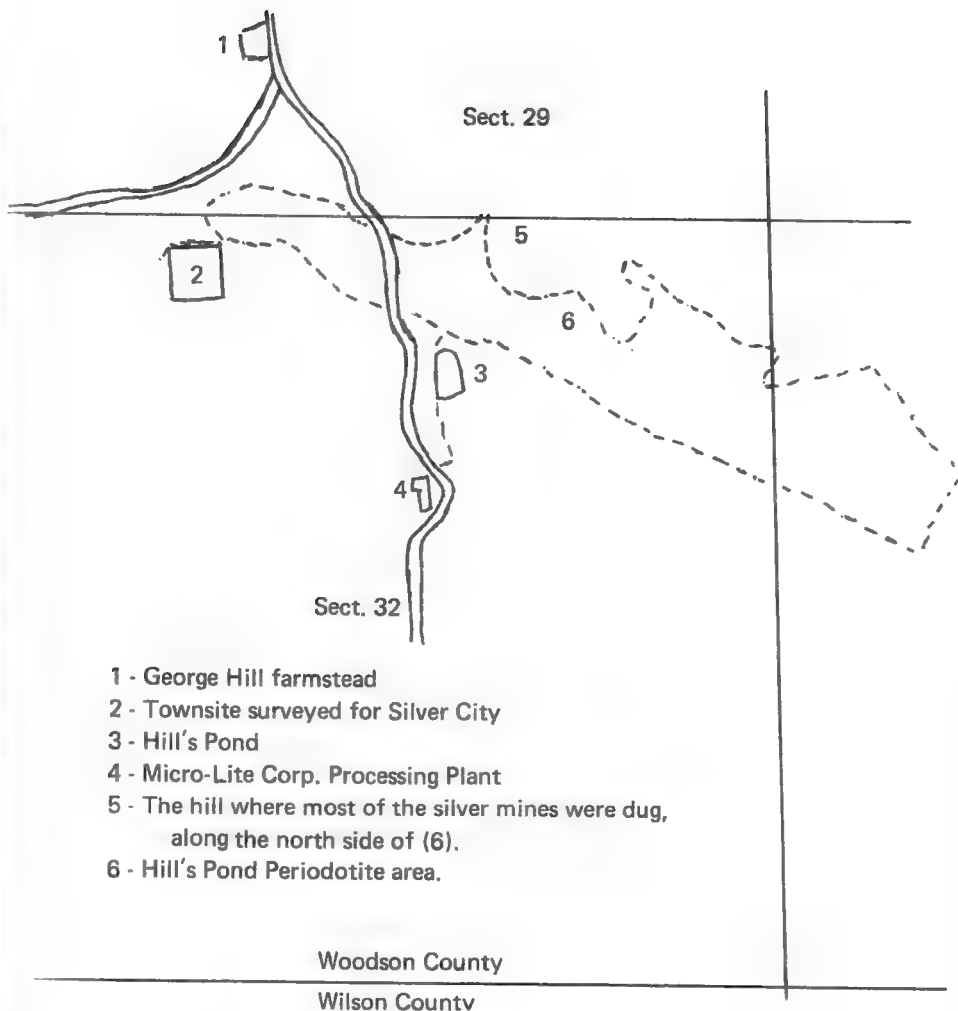 1
Sect. 29
5
2
6
3
4
Sect. 32
1 - George Hill farmstead
2 - Townsite surveyed for Silver City
3 - Hill's Pond
4 - Micro-Lite Corp. Processing Plant
5 - The hill where most of the silver mines were dug,
along the north side of (6).
6 - Hill's Pond Periodotite area.
Woodson County
Wilson County